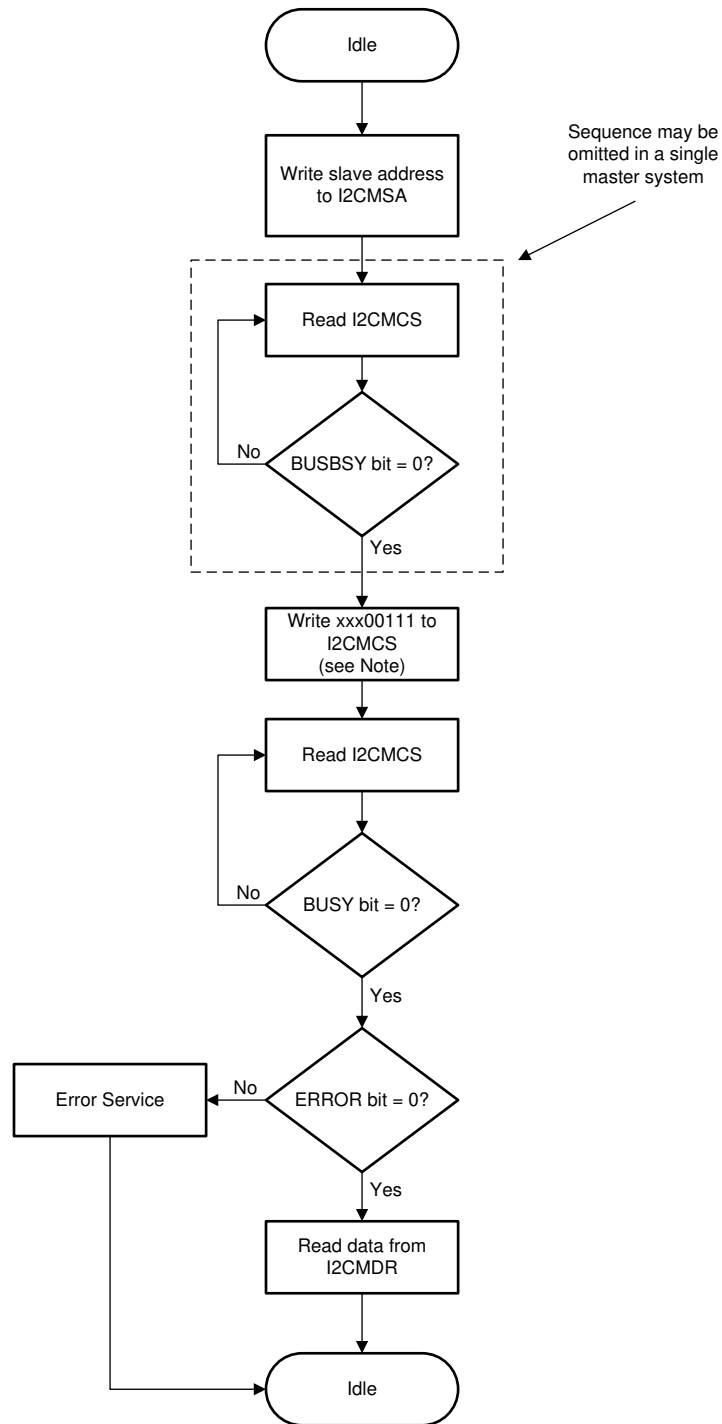 Idle
Sequence may be
omitted in a single
master system
Write slave address
to I2CMSA
Read I2CMCS
No
BUSBSY bit = 0?
Yes
Write xxx00111 to
I2CMCS
(see Note)
Read I2CMCS
No
BUSY bit = 0?
Yes
Error Service
No
ERROR bit = 0?
Yes
Read data from
I2CMDR
Idle